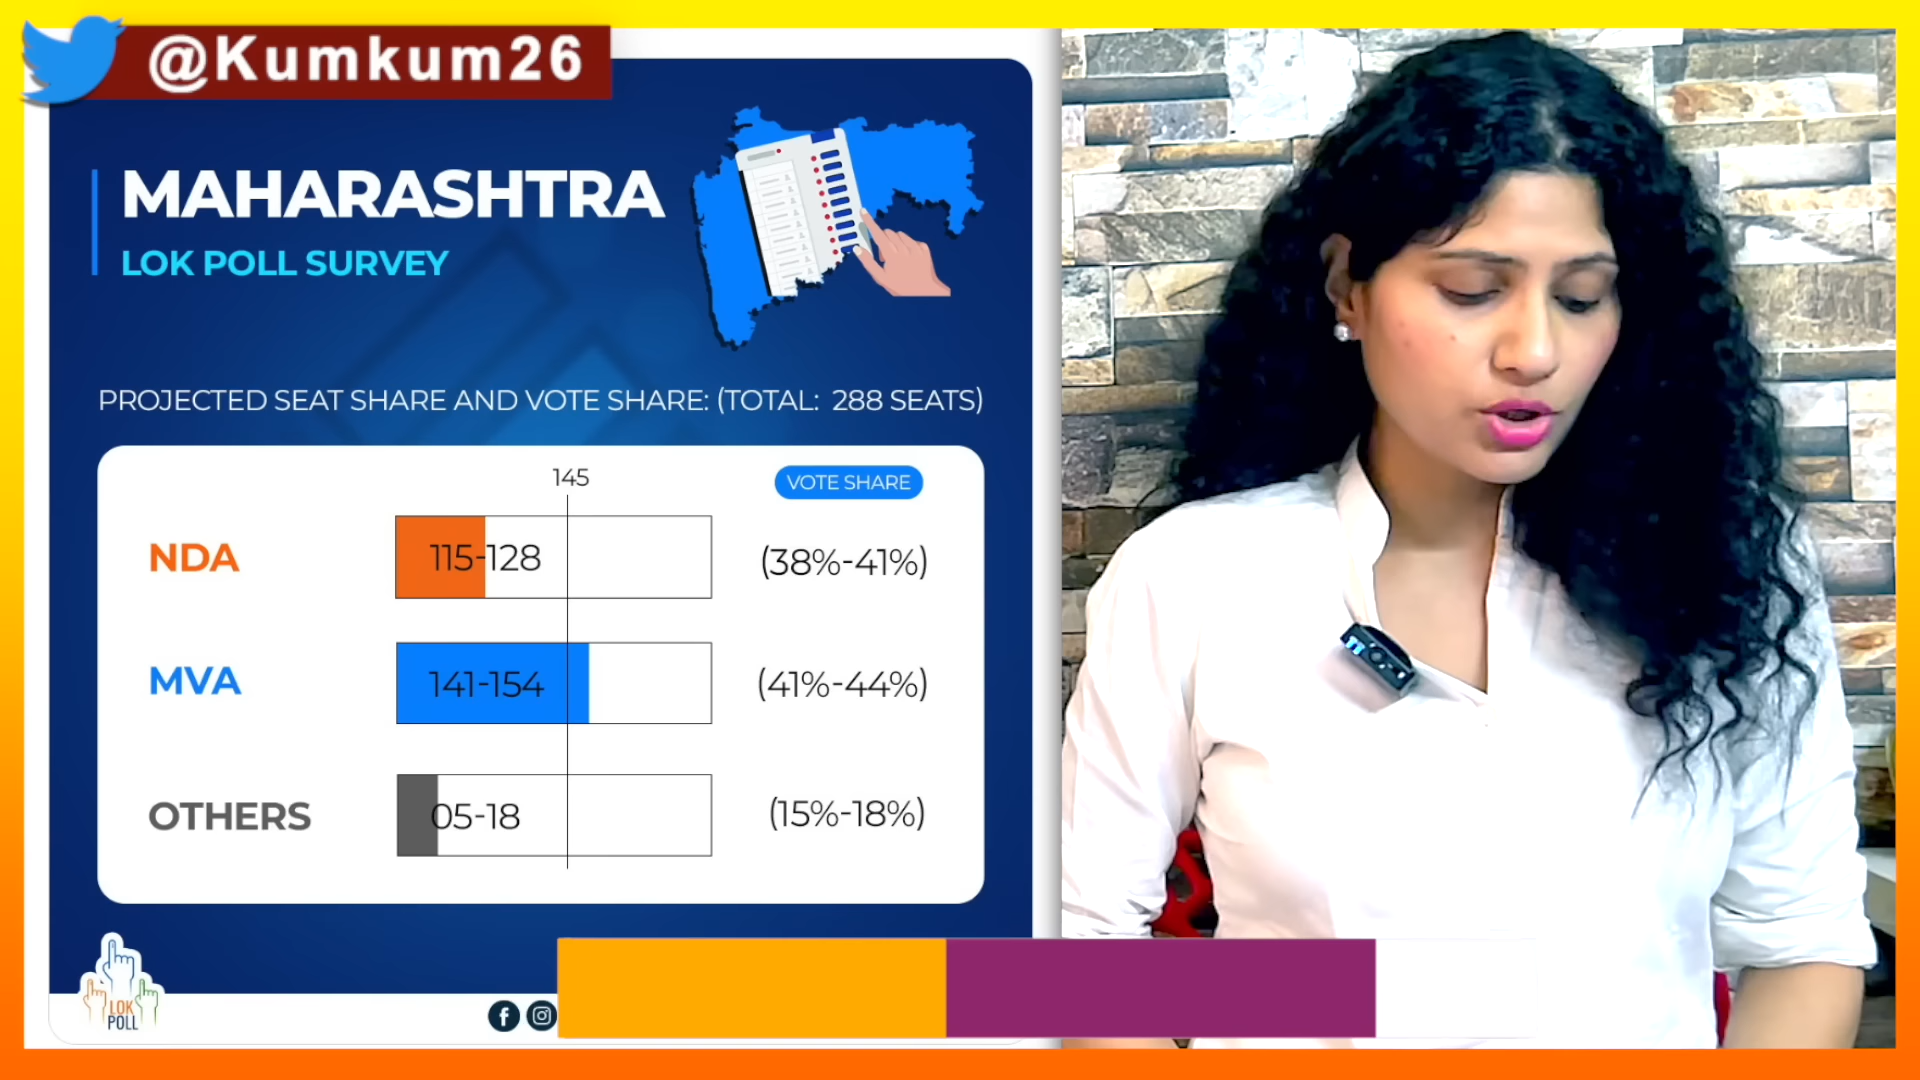 @Kumkum26
MAHARASHTRA
LOK POLL SURVEY
PROJECTED SEAT SHARE AND VOTE SHARE: (TOTAL: 288 SEATS)
145
VOTE SHARE
NDA
115-128
(38%-41%)
MVA
141-154
(41%-44%)
OTHERS
05-18
(15%-18%)
LOK
POLL